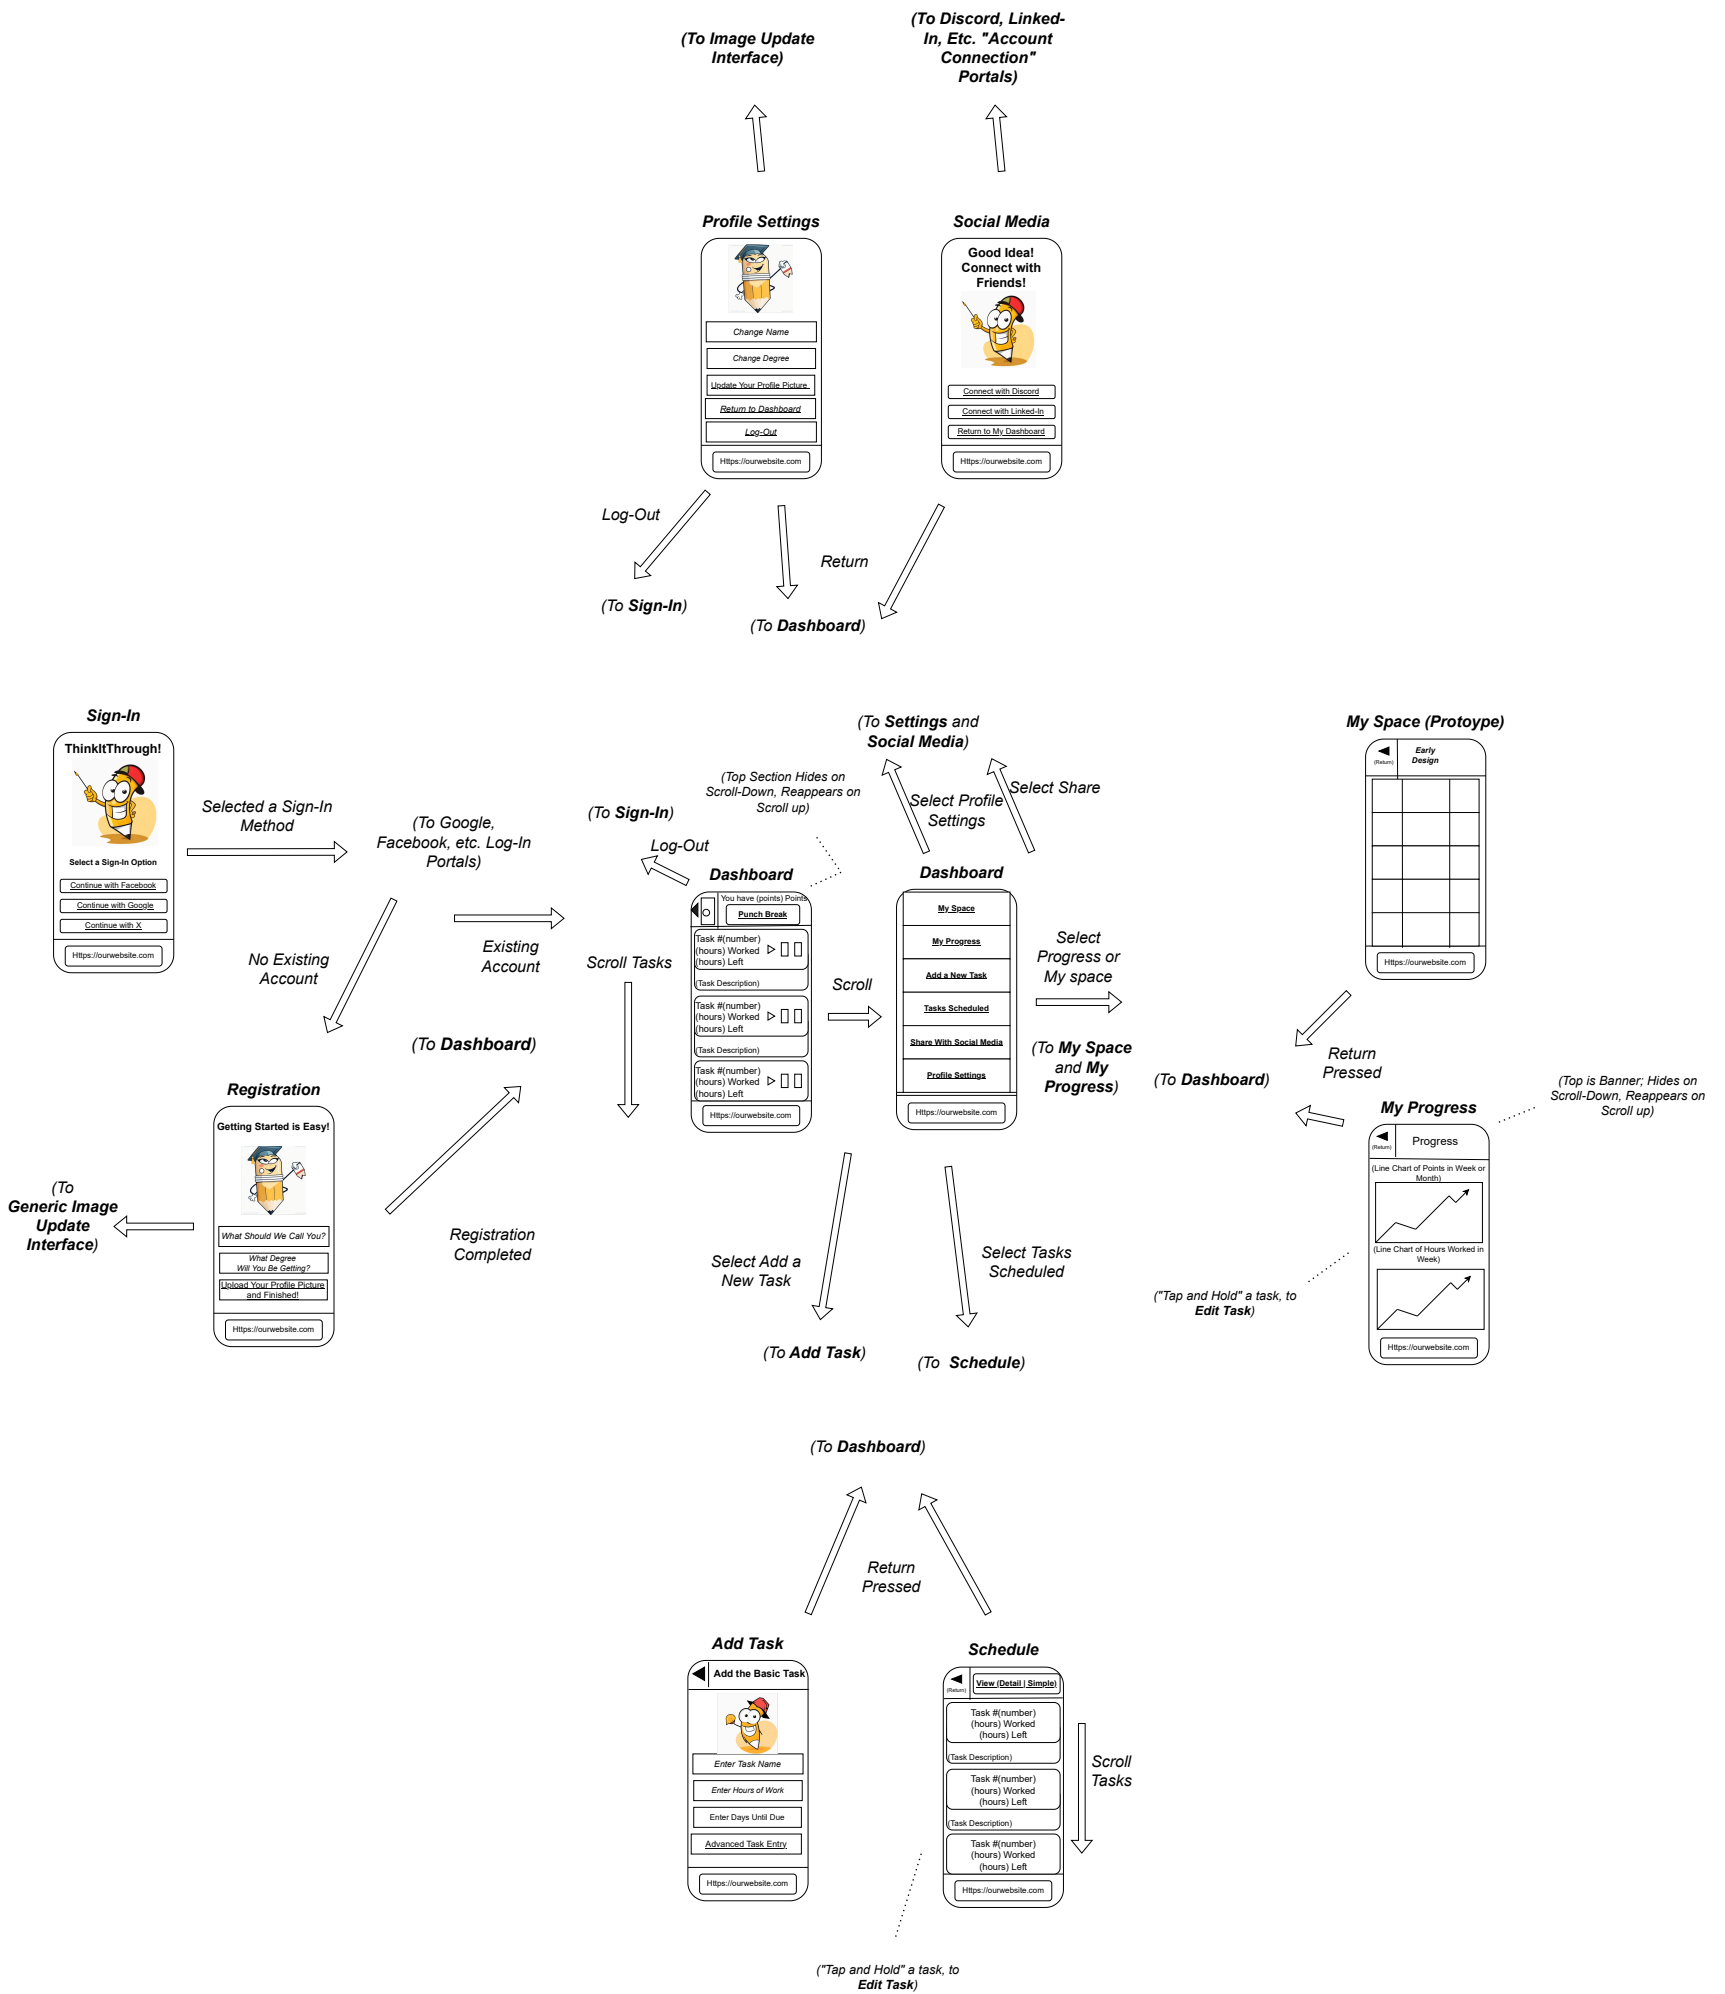 (To Image Update
Interface)
(To Discord, Linked-
In, Etc. "Account
Connection"
Portals)
Profile Settings
Change Name
Change Degree
Update Your Profile Picture
Return to Dashboard
Log-Out
Https://ourwebsite.com
Social Media
Good Idea!
Connect with
Friends!
Connect with Discord
Connect with Linked-In
Return to My Dashboard
Https://ourwebsite.com
Log-Out
Return
(To Sign-In)
(To Dashboard)
Sign-In
ThinkItThrough!
Select a Sign-In Option
Continue with Facebook
Continue with Google
Continue with X
Https://ourwebsite.com
Selected a Sign-In
Method
(To Google,
Facebook, etc. Log-In
Portals)
No Existing
Account
Existing
Account
(To Dashboard)
Registration
Getting Started is Easy!
What Should We Call You?
What Degree
Will You Be Getting?
Upload Your Profile Picture
and Finished!
Https://ourwebsite.com
(To
Generic Image
Update
Interface)
Registration
Completed
(To Sign-In)
Log-Out
(Top Section Hides on
Scroll-Down, Reappears on
Scroll up)
Scroll Tasks
Dashboard
You have (points) Points
Punch Break
Task #(number)
(hours) Worked
(hours) Left
(Task Description)
Task #(number)
(hours) Worked
(hours) Left
(Task Description)
Task #(number)
(hours) Worked
(hours) Left
Https://ourwebsite.com
Scroll
(To Settings and
Social Media)
Select Profile
Settings
Select Share
Dashboard
My Space
My Progress
Add a New Task
Tasks Scheduled
Share With Social Media
Profile Settings
Https://ourwebsite.com
Select
Progress or
My space
(To My Space
and My
Progress)
Select Add a
New Task
Select Tasks
Scheduled
(To Add Task)
(To Schedule)
My Space (Protoype)
(Return)
Early
Design
Https://ourwebsite.com
Return
Pressed
(To Dashboard)
My Progress
(Return)
Progress
(Line Chart of Points in Week or
Month)
(Line Chart of Hours Worked in
Week)
Https://ourwebsite.com
(Top is Banner; Hides on
Scroll-Down, Reappears on
Scroll up)
("Tap and Hold" a task, to
Edit Task)
(To Dashboard)
Return
Pressed
Add Task
Add the Basic Task
Enter Task Name
Enter Hours of Work
Enter Days Until Due
Advanced Task Entry
Https://ourwebsite.com
Schedule
(Return)
View (Detail | Simple)
Task #(number)
(hours) Worked
(hours) Left
(Task Description)
Task #(number)
(hours) Worked
(hours) Left
(Task Description)
Task #(number)
(hours) Worked
(hours) Left
Https://ourwebsite.com
Scroll
Tasks
("Tap and Hold" a task, to
Edit Task)